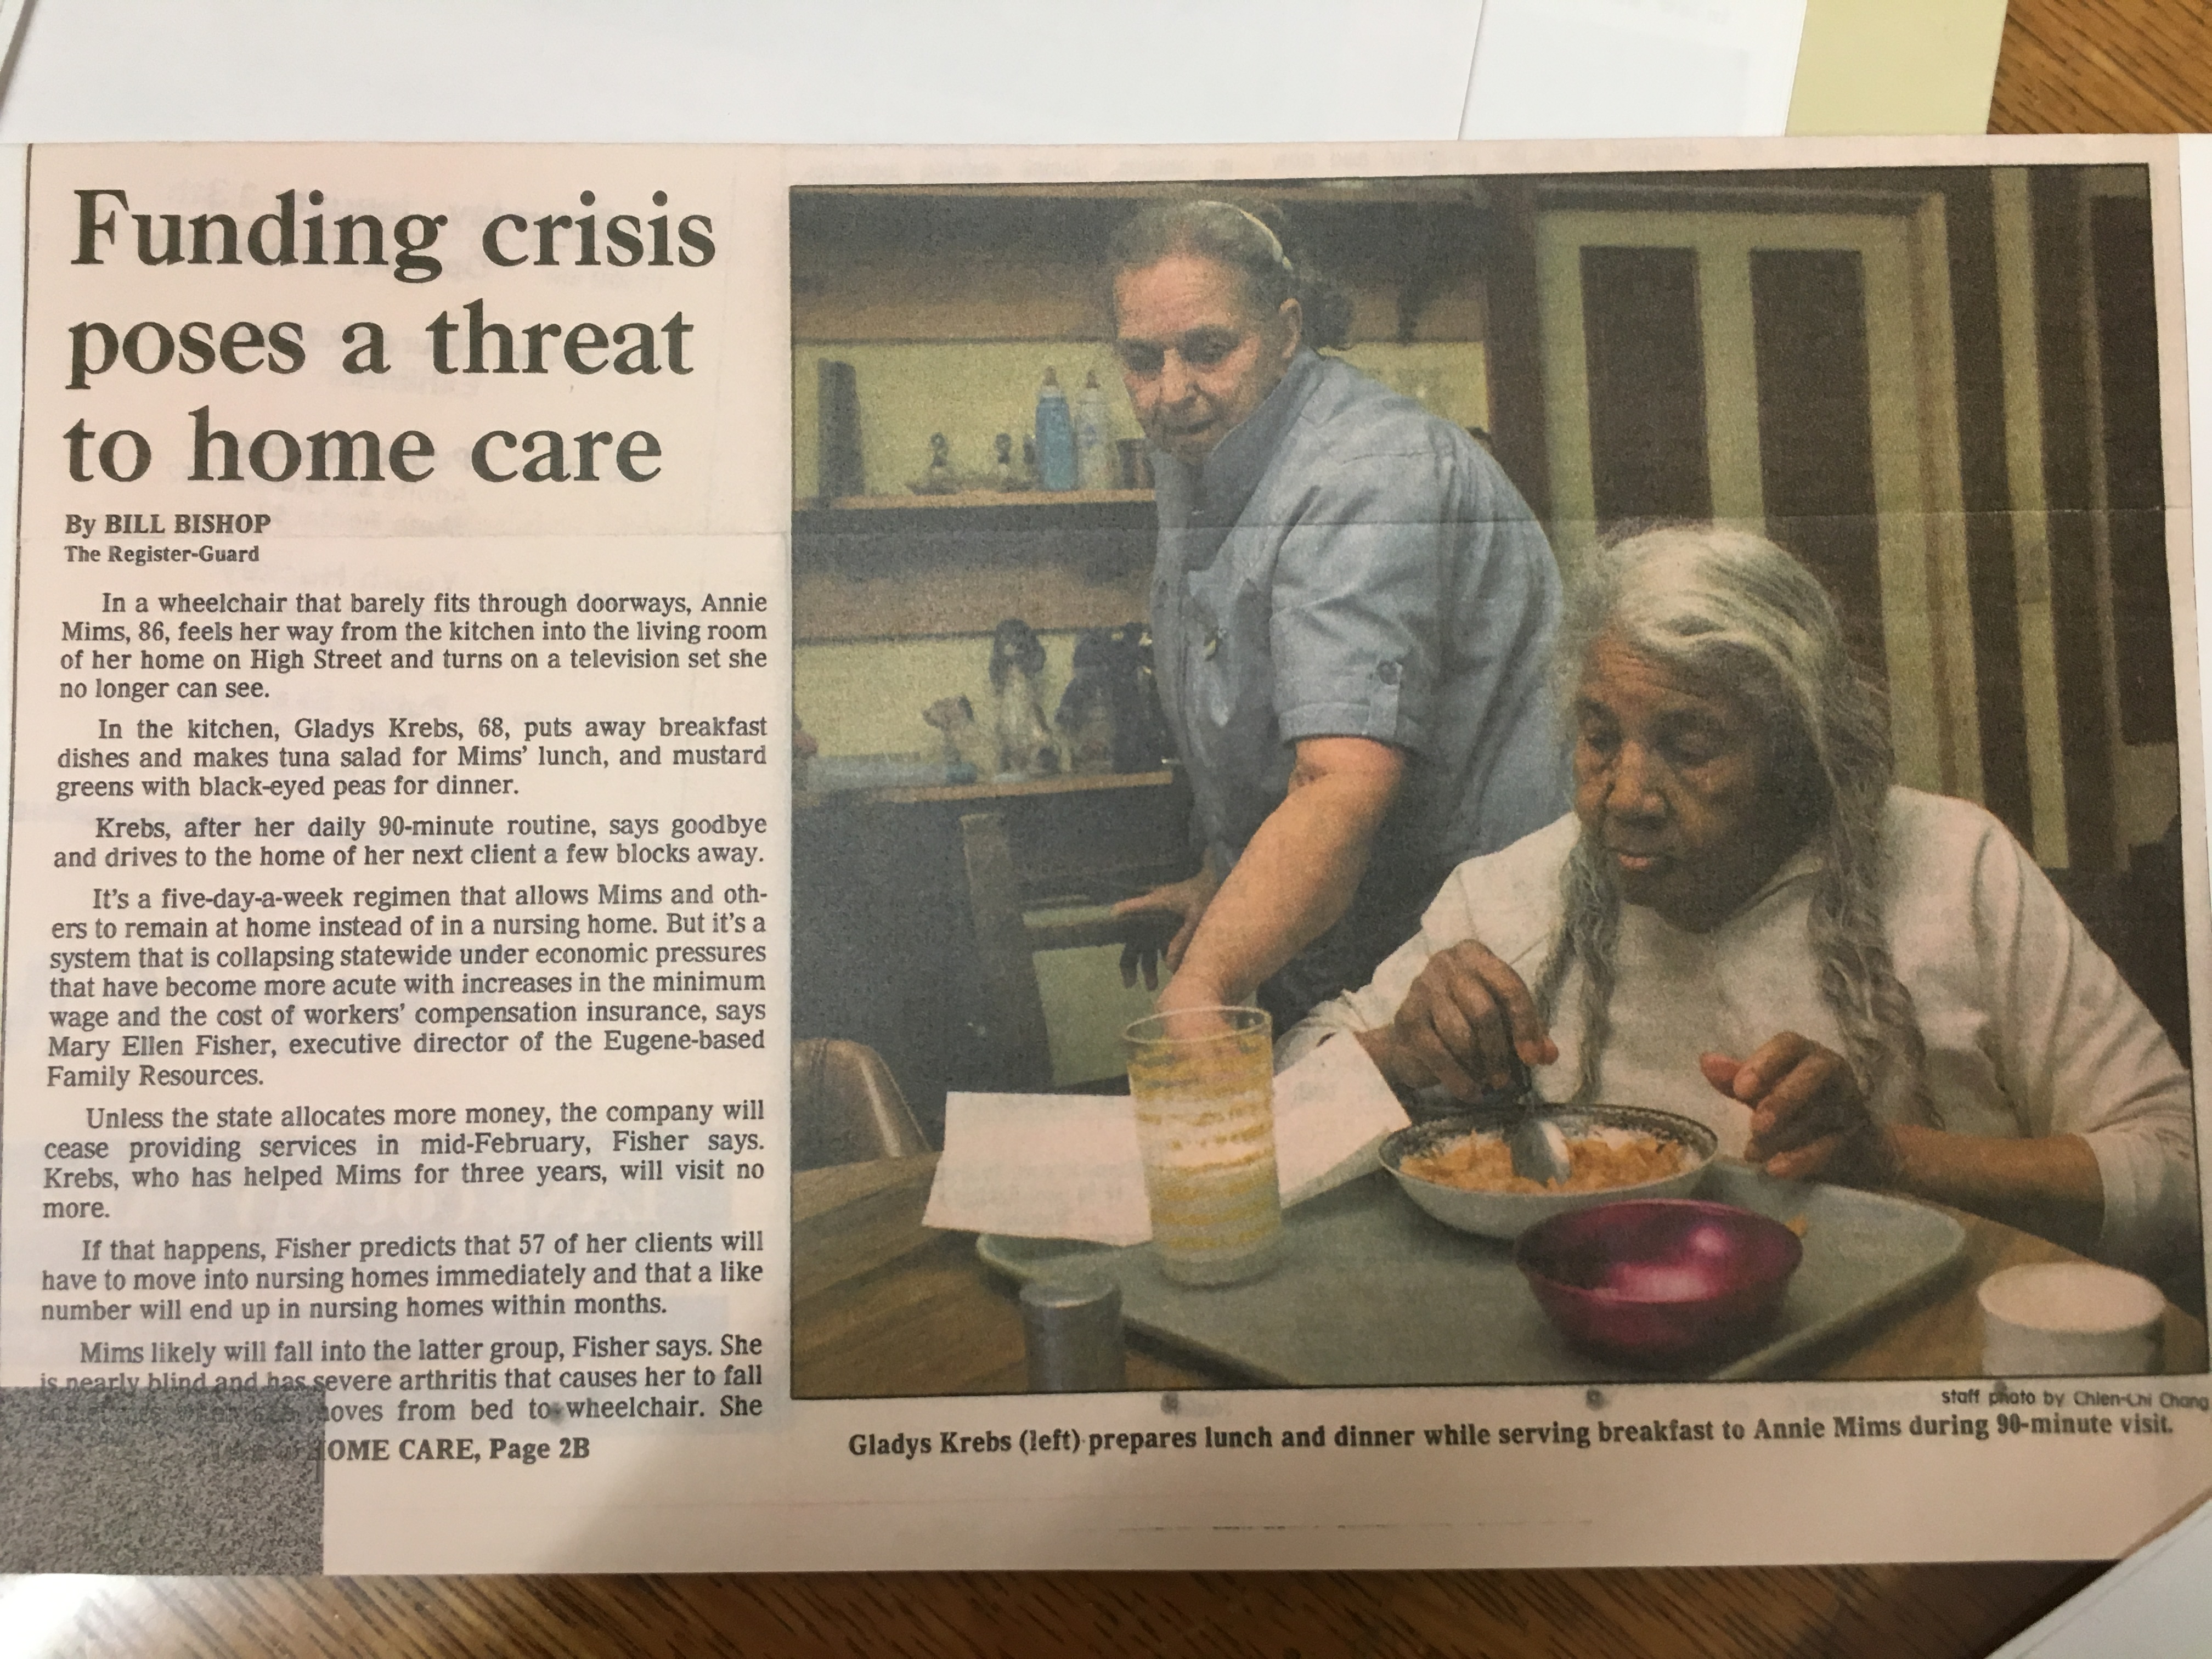 Funding crisis
poses a threat
to home care
By BILL BISHOP
The Register-Guard
In a wheelchair that barely fits through doorways, Annie
Mims, 86, feels her way from the kitchen into the living room
of her home on High Street and turns on a television set she
no longer can see.
In the kitchen, Gladys Krebs, 68, puts away breakfast
dishes and makes tuna salad for Mims' lunch, and mustard
greens with black-eyed peas for dinner.
Krebs, after her daily 90-minute routine, says goodbye
and drives to the home of her next client a few blocks away.
It's a five-day-a-week regimen that allows Mims and oth-
ers to remain at home instead of in a nursing home. But it's a
system that is collapsing statewide under economic pressures
that have become more acute with increases in the minimum
wage and the cost of workers' compensation insurance, says
Mary Ellen Fisher, executive director of the Eugene-based
Family Resources.
Unless the state allocates more money, the company will
cease providing services in mid-February, Fisher says.
Krebs, who has helped Mims for three years, will visit no
more.
If that happens, Fisher predicts that 57 of her clients will
have to move into nursing homes immediately and that a like
number will end up in nursing homes within months.
Mims likely will fall into the latter group, Fisher says. She
is nearly blind and has severe arthritis that causes her to fall
moves from bed to wheelchair. She
HOME CARE, Page 2B
staff photo by Chien-Chi Chang
Gladys Krebs (left) prepares lunch and dinner while serving breakfast to Annie Mims during 90-minute visit.